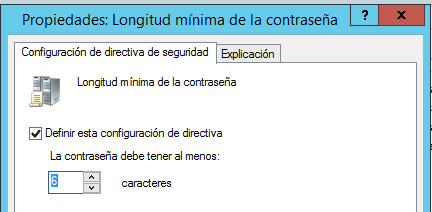 Propiedades: Longitud mínima de la contraseña
? x
Configuración de directiva de seguridad Explicación
Longitud mínima de la contraseña
Definir esta configuración de directiva
La contraseña debe tener al menos:
6 caracteres